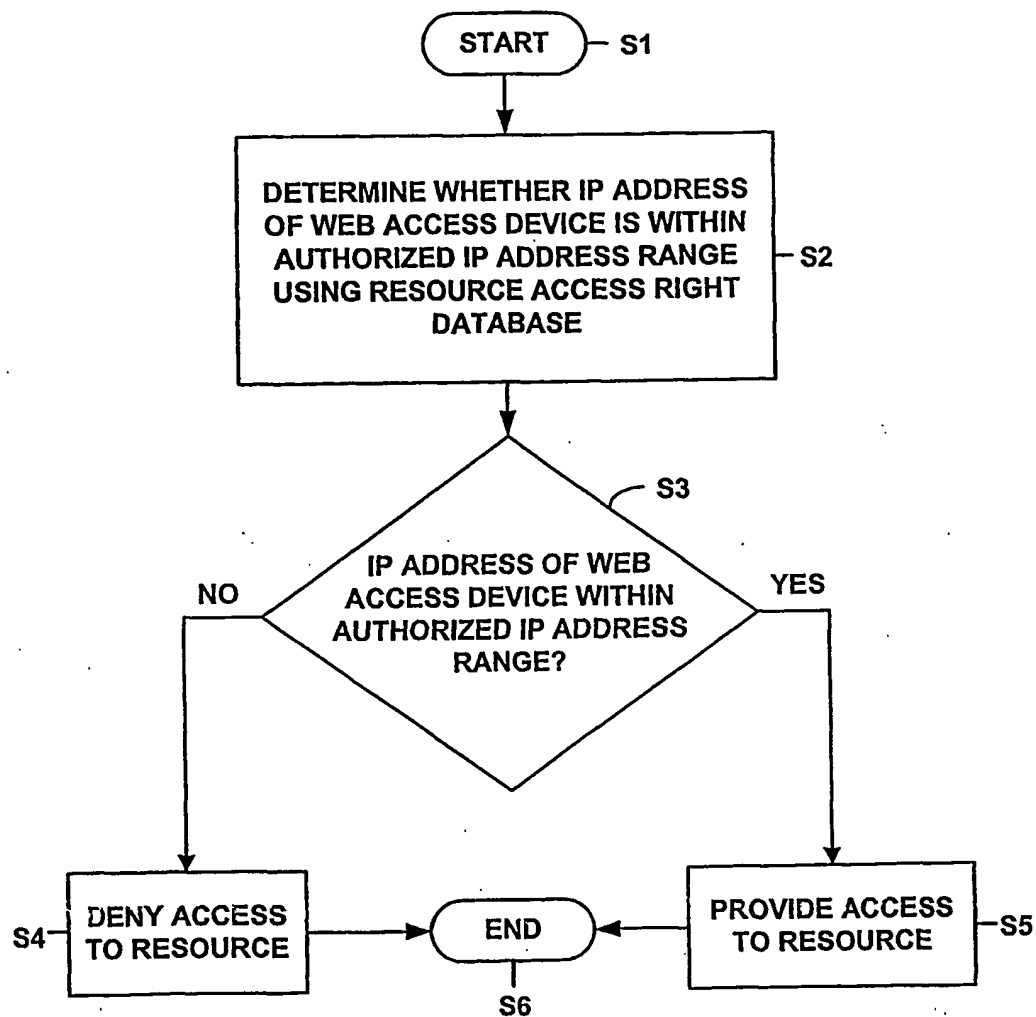 START
S1
DETERMINE WHETHER IP ADDRESS
OF WEB ACCESS DEVICE IS WITHIN
AUTHORIZED IP ADDRESS RANGE
USING RESOURCE ACCESS RIGHT
DATABASE
S2
S3
IP ADDRESS OF WEB
ACCESS DEVICE WITHIN
AUTHORIZED IP ADDRESS
RANGE?
NO
YES
S4
DENY ACCESS
TO RESOURCE
END
S6
PROVIDE ACCESS
TO RESOURCE
S5